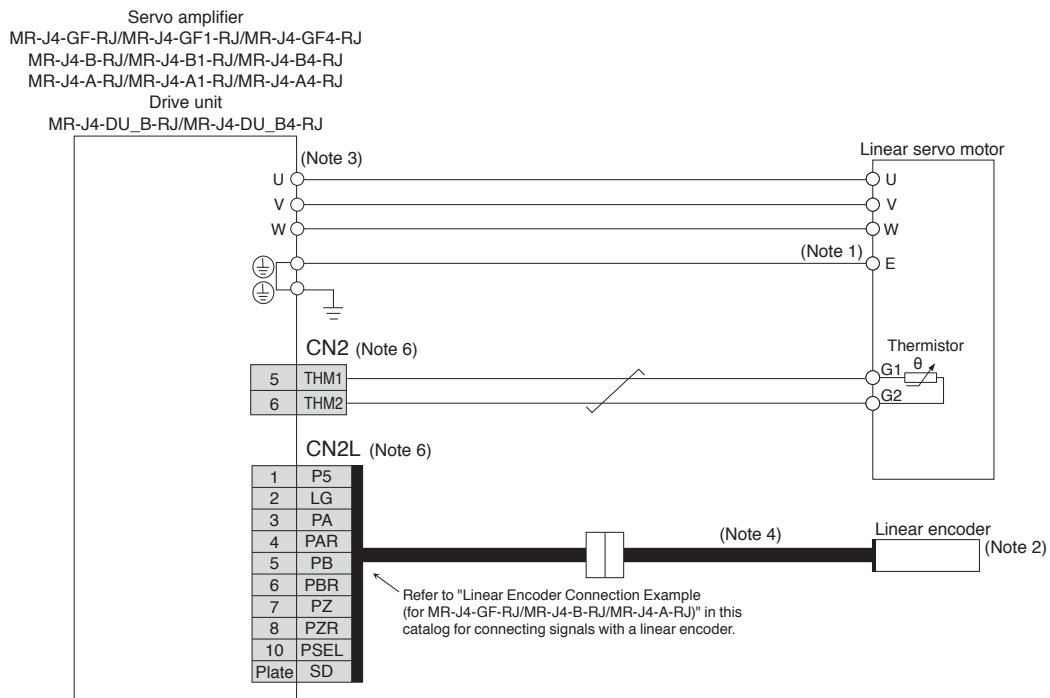 Servo amplifier
MR-J4-GF-RJ/MR-J4-GF1-RJ/MR-J4-GF4-RJ
MR-J4-B-RJ/MR-J4-B1-RJ/MR-J4-B4-RJ
MR-J4-A-RJ/MR-J4-A1-RJ/MR-J4-A4-RJ
Drive unit
MR-J4-DU_B-RJ/MR-J4-DU_B4-RJ
(Note 3)
U
V
W
Linear servo motor
U
V
W
(Note 1)
E
CN2 (Note 6)
5 THM1
6 THM2
Thermistor
θ
G1
G2
CN2L (Note 6)
1 P5
2 LG
3 PA
4 PAR
5 PB
6 PBR
7 PZ
8 PZR
10 PSEL
Plate SD
(Note 4)
Linear encoder
(Note 2)
Refer to "Linear Encoder Connection Example
(for MR-J4-GF-RJ/MR-J4-B-RJ/MR-J4-A-RJ)" in this
catalog for connecting signals with a linear encoder.